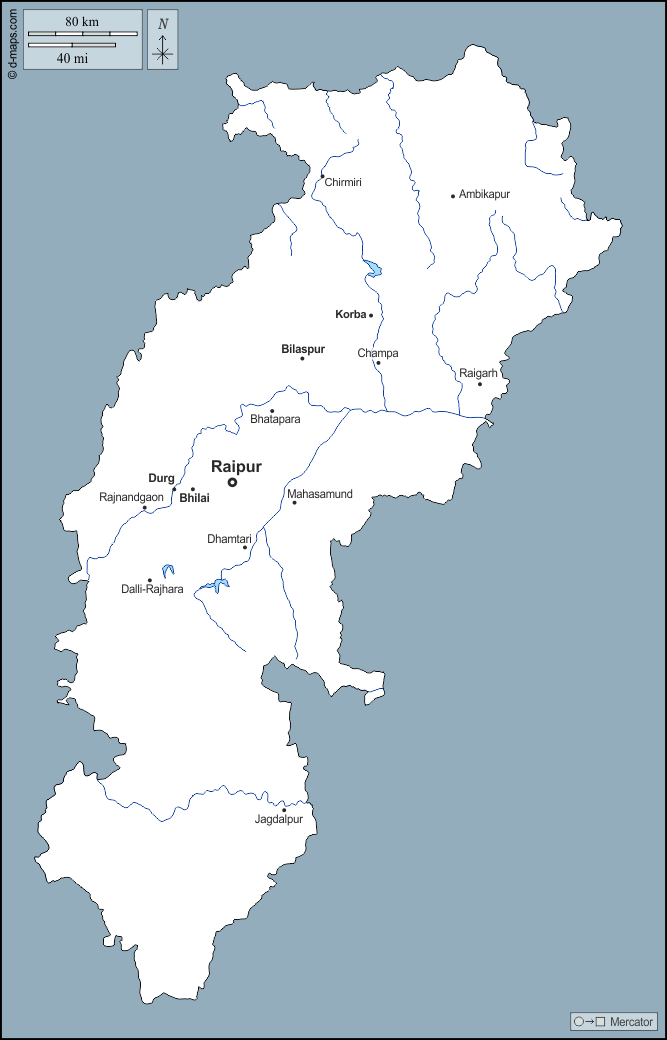 © d-maps.com
80 km
40 mi
N
Chirmiri
Ambikapur
Korba
Bilaspur
Champa
Raigarh
Bhatapara
Raipur
Durg
Bhilai
Rajnandgaon
Mahasamund
Dhamtari
Dalli-Rajhara
Jagdalpur
Mercator